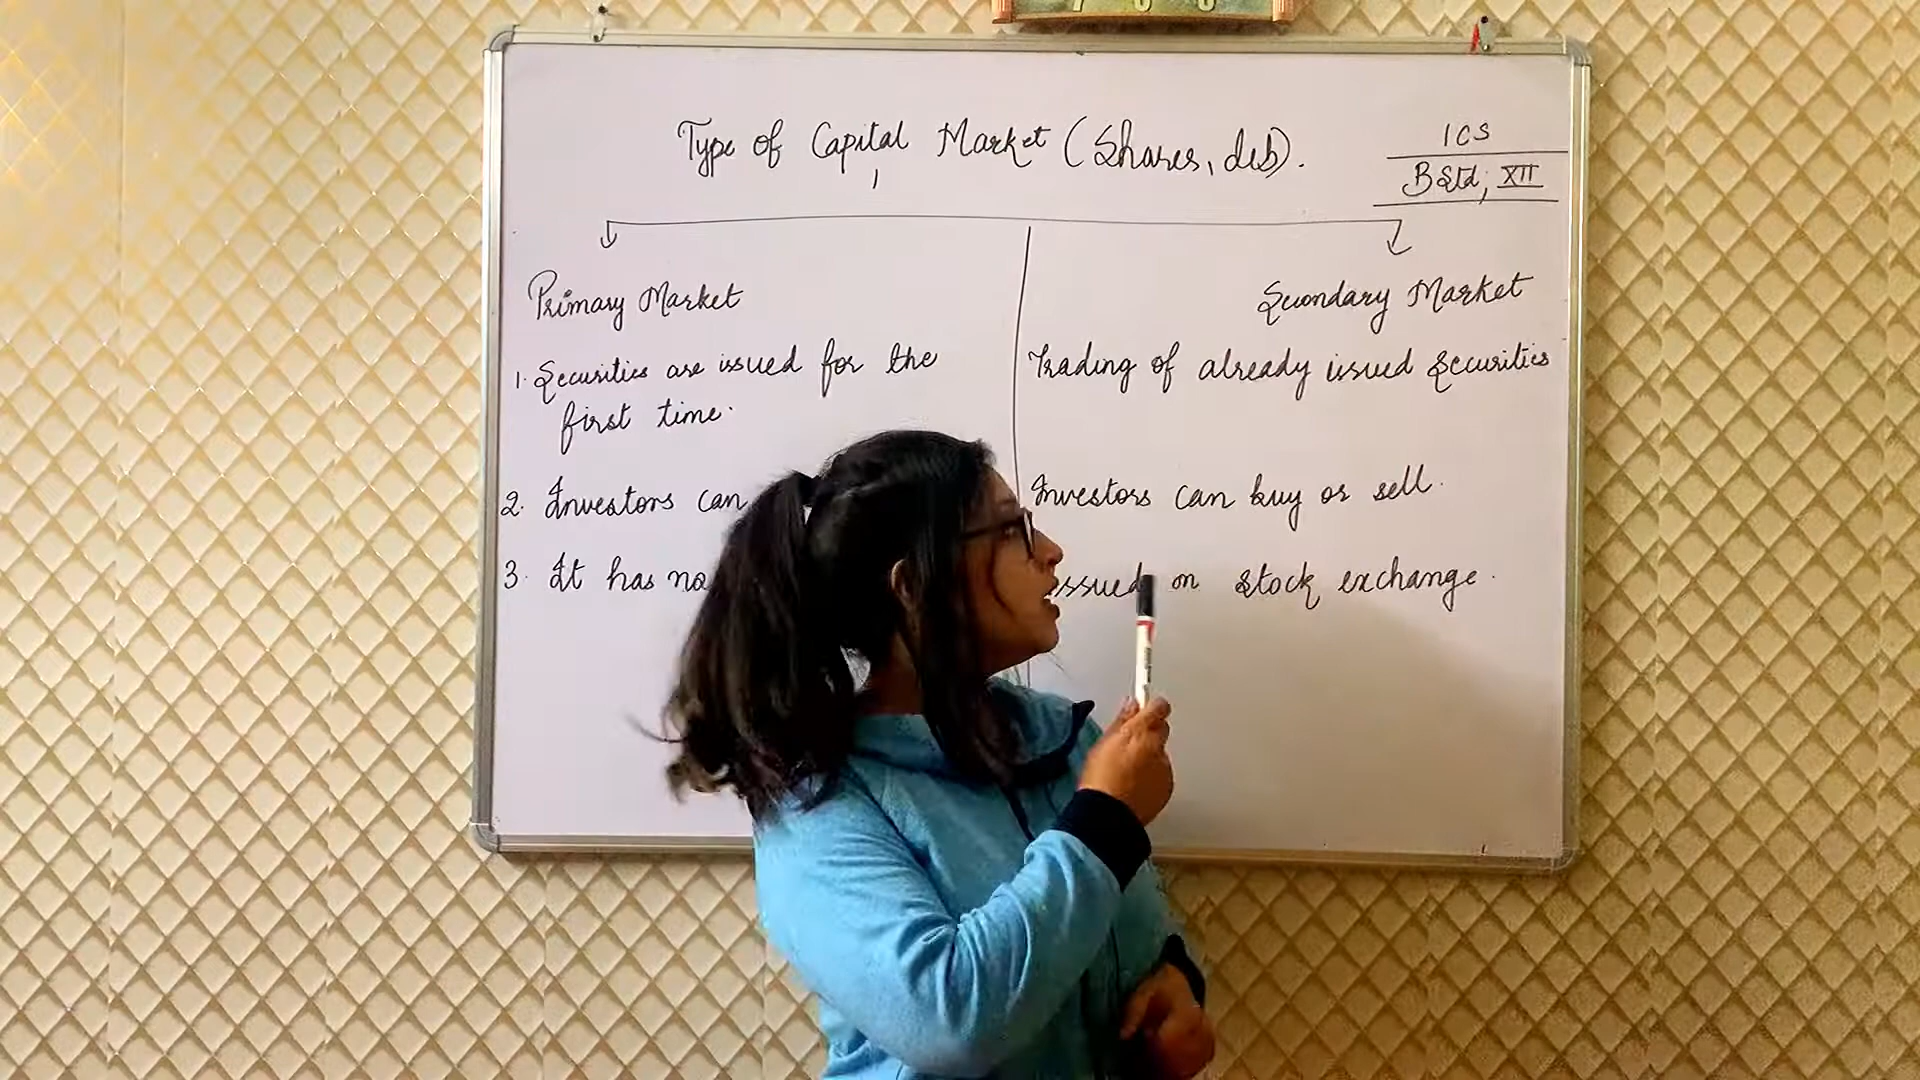 Type of Capital Market (Shares, deb).
ICS
BStd; XII
Primary Market
Secondary Market
1. Securities are issued for the
first time.
Trading of already issued Securities
2. Investors can
Investors can buy or sell.
3. It has no
issued on stock exchange.